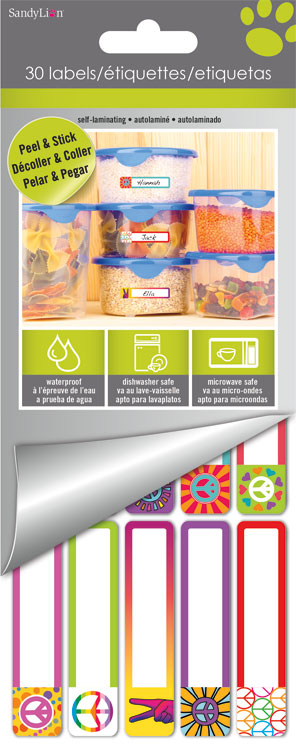 SandyLion
30 labels/étiquettes/etiquetas
self-laminating • autolaminé • autolaminado
Peel & Stick
Décoller & Coller
Pelar & Pegar
Hannah
Jack
Ella
waterproof
à l'épreuve de l'eau
a prueba de agua
dishwasher safe
va au lave-vaisselle
apto para lavaplatos
microwave safe
va au micro-ondes
apto para microondas